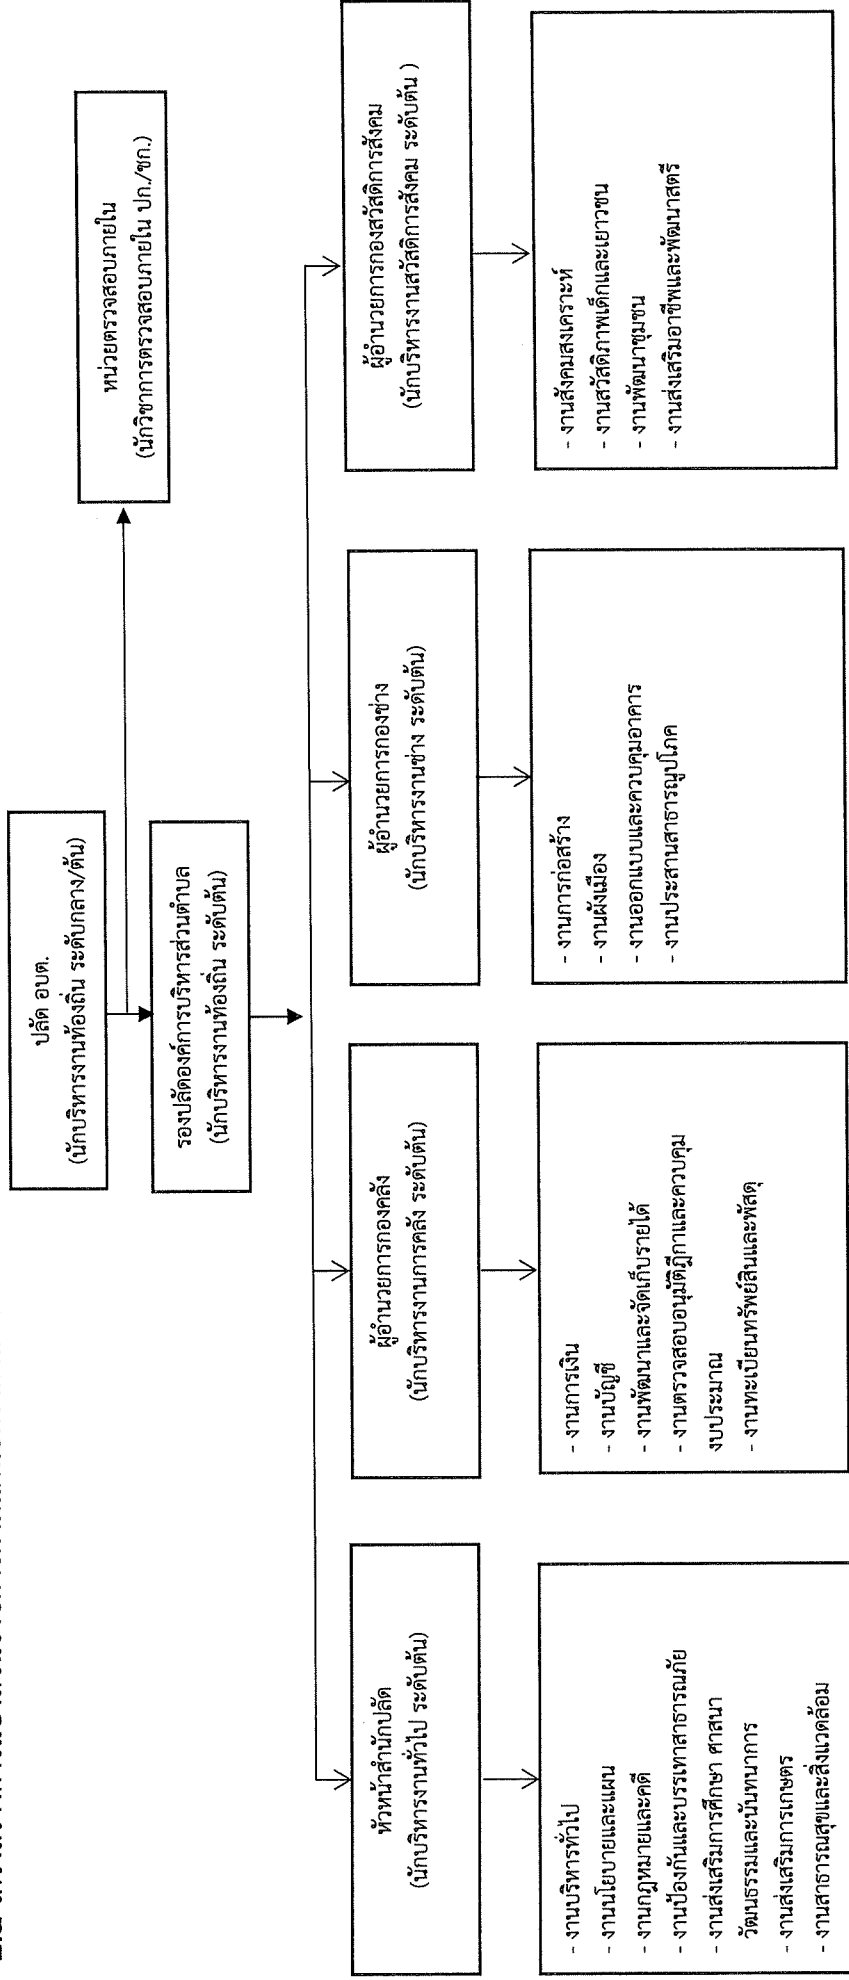 ปลัด อบต.
(นักบริหารงานท้องถิ่น ระดับกลาง/ต้น)
หน่วยตรวจสอบภายใน
(นักวิชาการตรวจสอบภายใน ปก./ชก.)
รองปลัดองค์การบริหารส่วนตำบล
(นักบริหารงานท้องถิ่น ระดับต้น)
หัวหน้าสำนักปลัด
(นักบริหารงานทั่วไป ระดับต้น)
- งานบริหารทั่วไป
- งานนโยบายและแผน
- งานกฎหมายและคดี
- งานป้องกันและบรรเทาสาธารณภัย
- งานส่งเสริมการศึกษา ศาสนา
วัฒนธรรมและนันทนาการ
- งานส่งเสริมการเกษตร
- งานสาธารณสุขและสิ่งแวดล้อม
ผู้อำนวยการกองคลัง
(นักบริหารงานการคลัง ระดับต้น)
- งานการเงิน
- งานบัญชี
- งานพัฒนาและจัดเก็บรายได้
- งานตรวจสอบอนุมัติฎีกาและควบคุม
งบประมาณ
- งานทะเบียนทรัพย์สินและพัสดุ
ผู้อำนวยการกองช่าง
(นักบริหารงานช่าง ระดับต้น)
- งานการก่อสร้าง
- งานผังเมือง
- งานออกแบบและควบคุมอาคาร
- งานประสานสาธารณูปโภค
ผู้อำนวยการกองสวัสดิการสังคม
(นักบริหารงานสวัสดิการสังคม ระดับต้น )
- งานสังคมสงเคราะห์
- งานสวัสดิภาพเด็กและเยาวชน
- งานพัฒนาชุมชน
- งานส่งเสริมอาชีพและพัฒนาสตรี